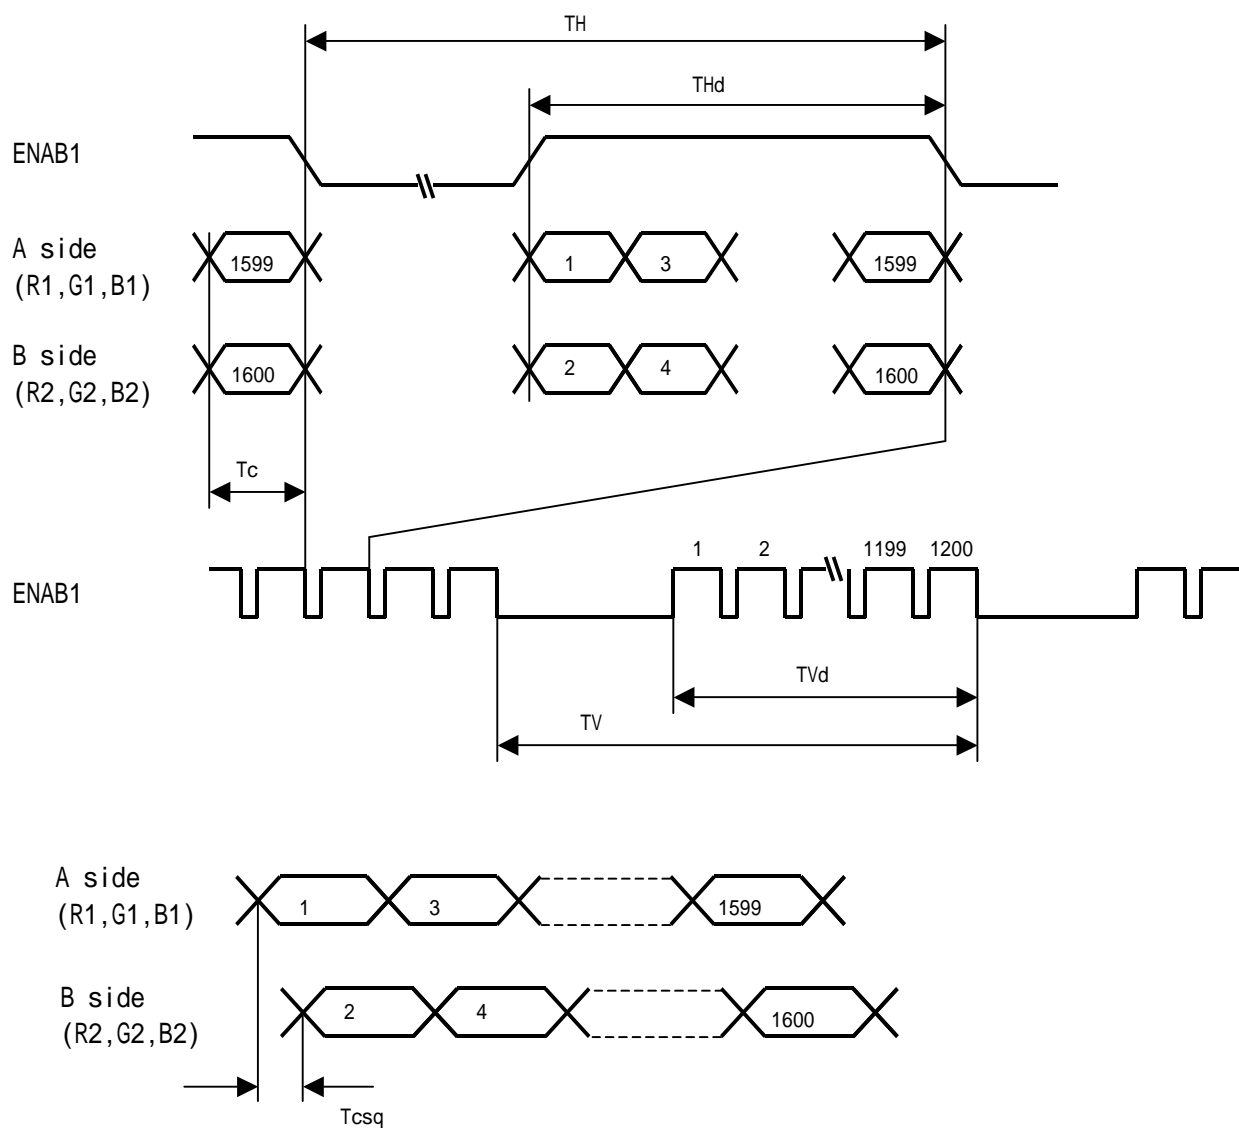 TH
THd
ENAB1
A side
(R1,G1,B1)
1599 1 3 1599
B side
(R2,G2,B2)
1600 2 4 1600
Tc
1 2 1199 1200
ENAB1
TVd
TV
A side
(R1,G1,B1)
1 3 1599
B side
(R2,G2,B2)
2 4 1600
Tcsq